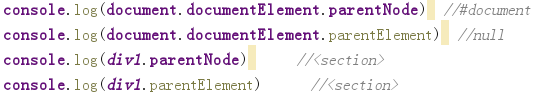 console.log(document.documentElement.parentNode) //#document
console.log(document.documentElement.parentElement) //null
console.log(div1.parentNode) //<section>
console.log(div1.parentElement) //<section>